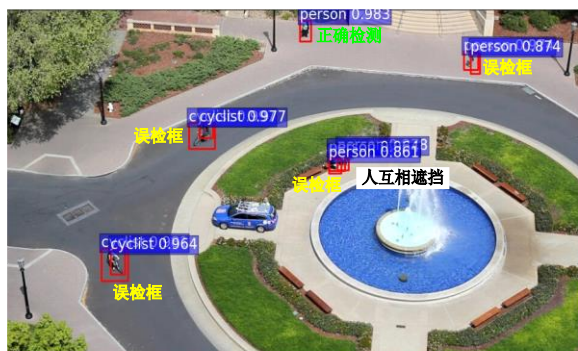 person 0.983
正确检测
person 0.874
误检框
cyclist 0.977
误检框
person 0.861
误检框
人互相遮挡
cyclist 0.964
误检框